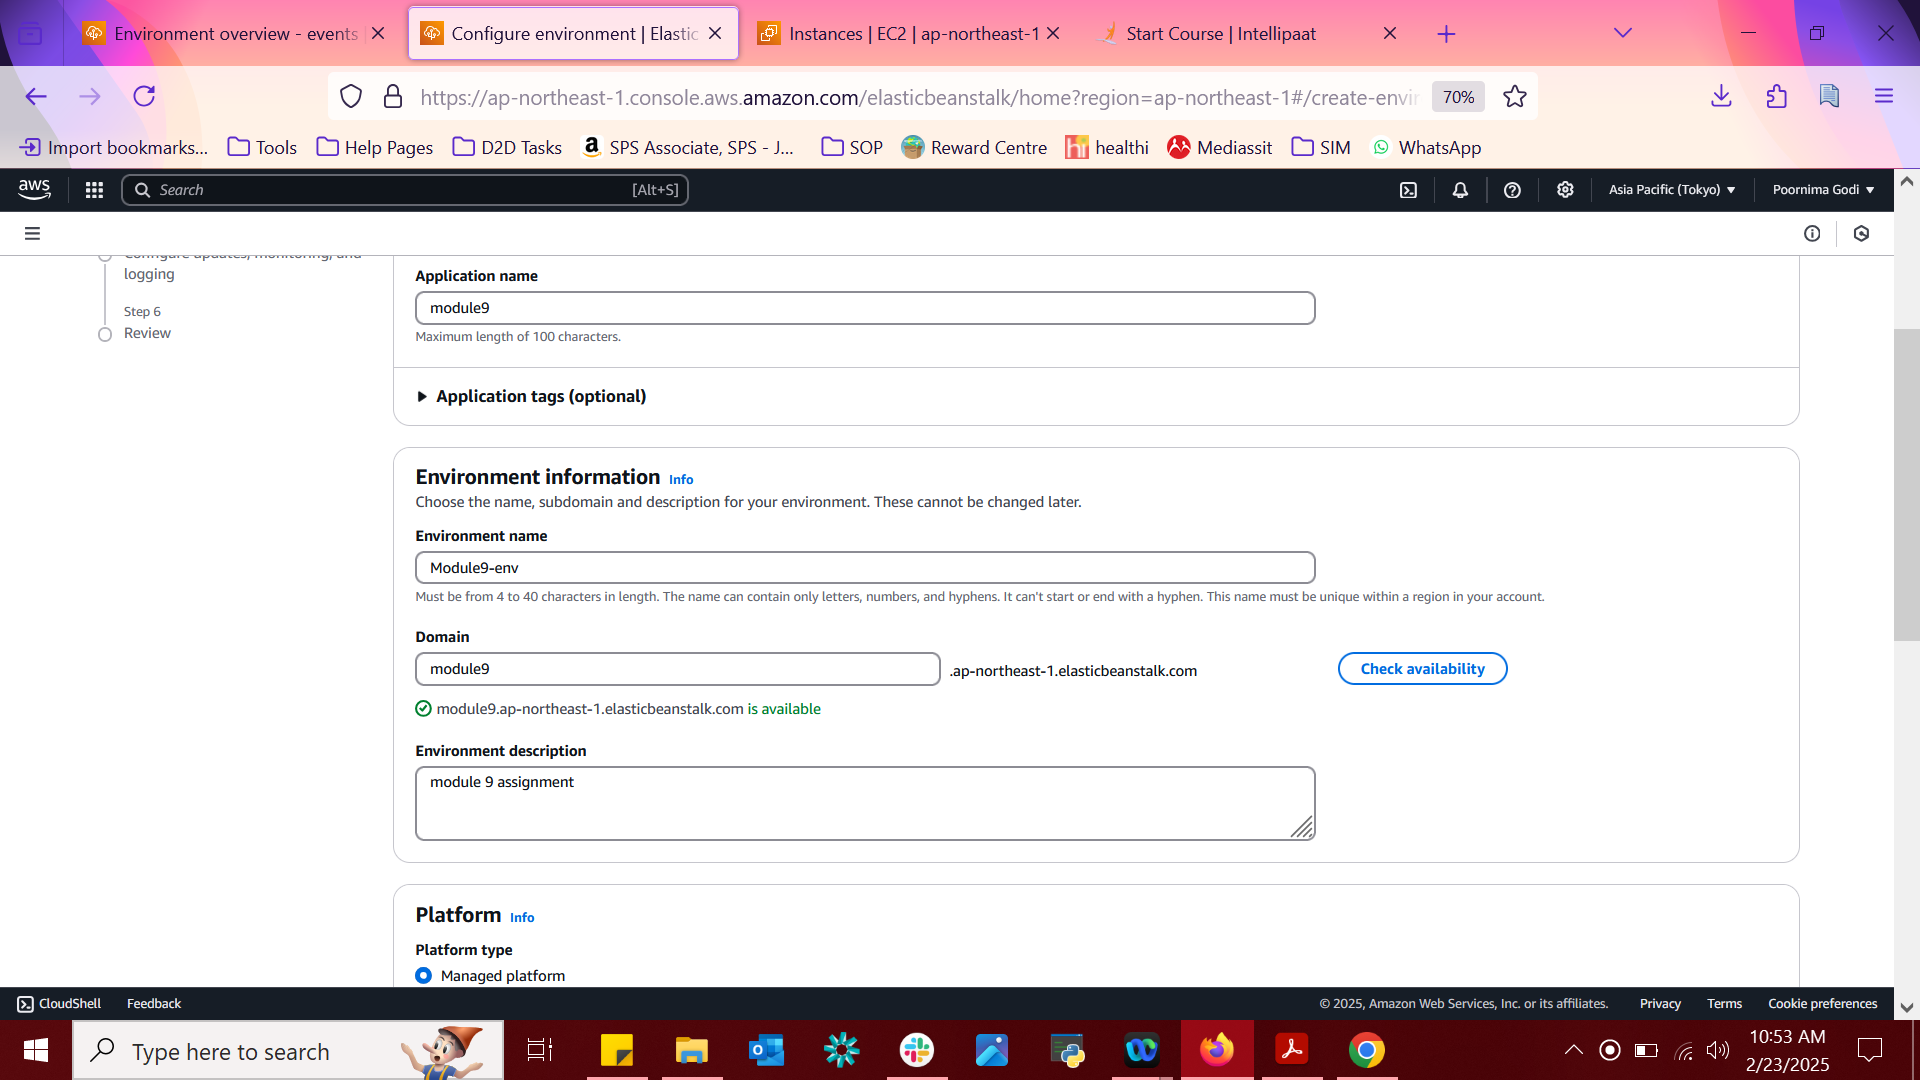 Environment overview - events
Configure environment | Elastic
Instances | EC2 | ap-northeast-1
Start Course | Intellipaat
https://ap-northeast-1.console.aws.amazon.com/elasticbeanstalk/home?region=ap-northeast-1#/create-envir
70%
Import bookmarks...
Tools
Help Pages
D2D Tasks
SPS Associate, SPS - J...
SOP
Reward Centre
healthi
Mediassit
SIM
WhatsApp
aws
Search
[Alt+S]
Asia Pacific (Tokyo)
Poornima Godi
Configure updates, monitoring, and
logging
Step 6
Review
Application name
module9
Maximum length of 100 characters.
Application tags (optional)
Environment information Info
Choose the name, subdomain and description for your environment. These cannot be changed later.
Environment name
Module9-env
Must be from 4 to 40 characters in length. The name can contain only letters, numbers, and hyphens. It can't start or end with a hyphen. This name must be unique within a region in your account.
Domain
module9
.ap-northeast-1.elasticbeanstalk.com
Check availability
module9.ap-northeast-1.elasticbeanstalk.com is available
Environment description
module 9 assignment
Platform Info
Platform type
Managed platform
CloudShell
Feedback
© 2025, Amazon Web Services, Inc. or its affiliates.
Privacy
Terms
Cookie preferences
Type here to search
10:53 AM
2/23/2025